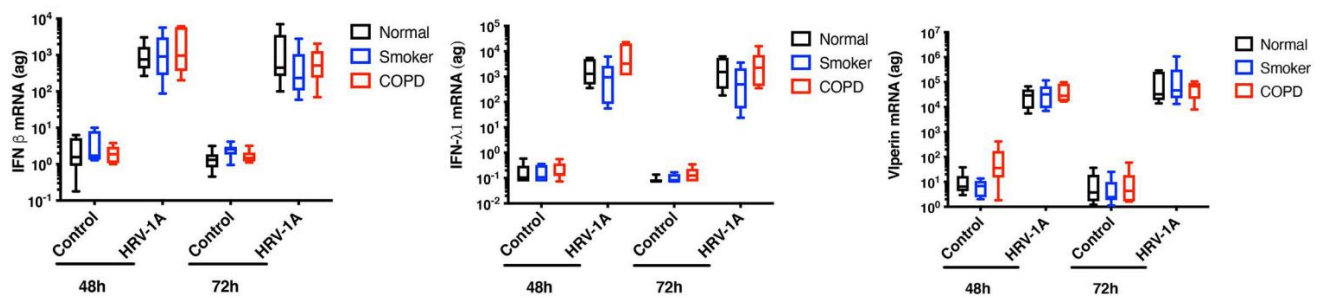 IFN β mRNA (ag)
10^4
10^3
10^2
10^1
10^0
10^-1
Control
HRV-1A
Control
HRV-1A
48h
72h
Normal
Smoker
COPD
IFN-λ1 mRNA (ag)
10^5
10^4
10^3
10^2
10^1
10^0
10^-1
10^-2
Control
HRV-1A
Control
HRV-1A
48h
72h
Normal
Smoker
COPD
VIperin mRNA (ag)
10^7
10^6
10^5
10^4
10^3
10^2
10^1
10^0
Control
HRV-1A
Control
HRV-1A
48h
72h
Normal
Smoker
COPD